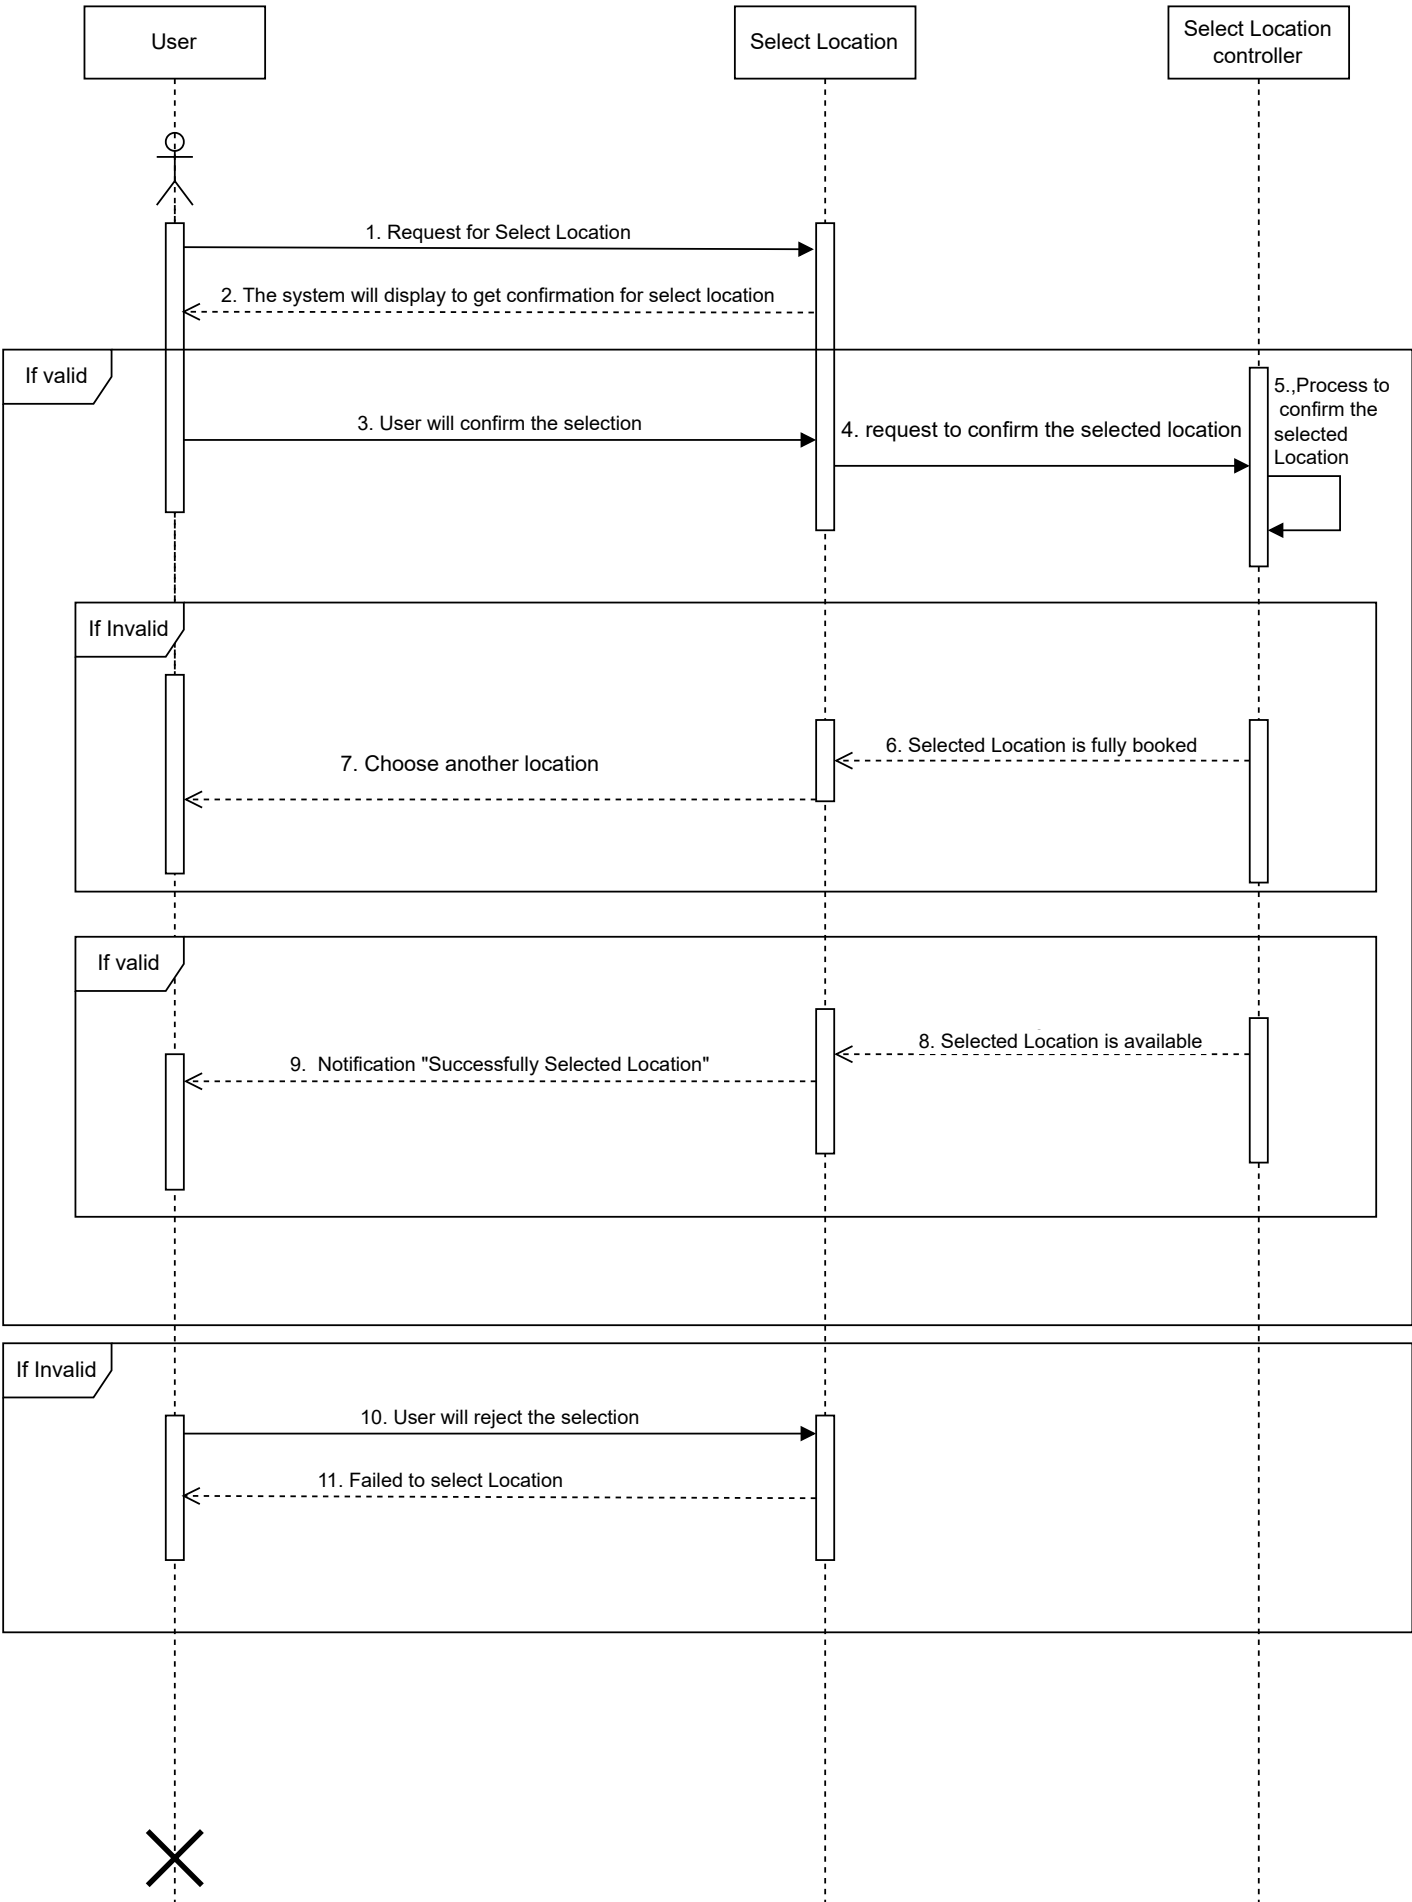 User
Select Location
Select Location
controller
1. Request for Select Location
2. The system will display to get confirmation for select location
If valid
5.,Process to
confirm the
selected
Location
3. User will confirm the selection
4. request to confirm the selected location
If Invalid
6. Selected Location is fully booked
7. Choose another location
If valid
8. Selected Location is available
9.  Notification "Successfully Selected Location"
If Invalid
10. User will reject the selection
11. Failed to select Location